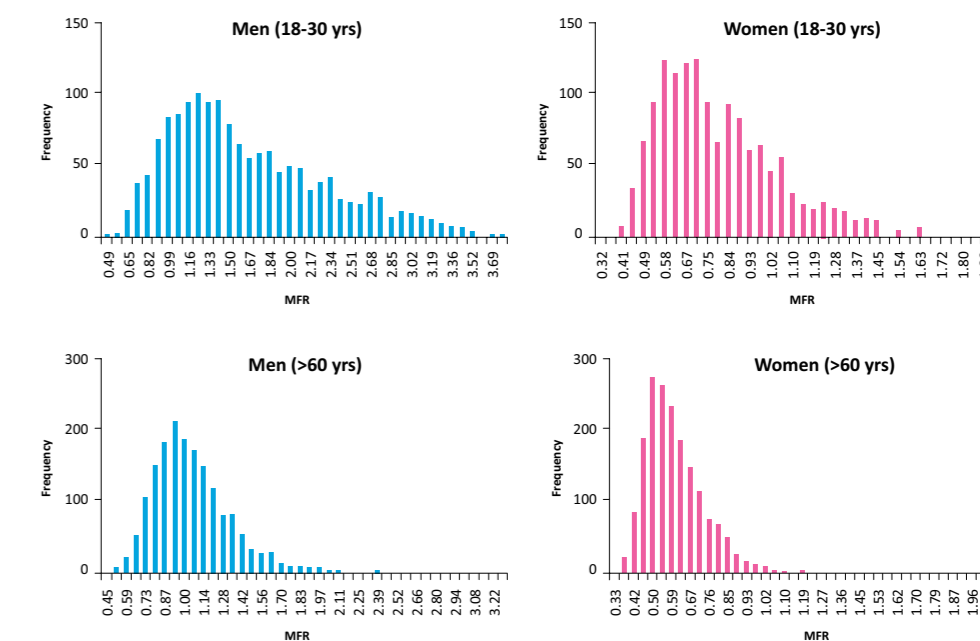 Men (18-30 yrs)
150
100
50
0
Frequency
0.49 0.65 0.82 0.99 1.16 1.33 1.50 1.67 1.84 2.00 2.17 2.34 2.51 2.68 2.85 3.02 3.19 3.36 3.52 3.69
MFR
Women (18-30 yrs)
150
100
50
0
Frequency
0.32 0.41 0.49 0.58 0.67 0.75 0.84 0.93 1.02 1.10 1.19 1.28 1.37 1.45 1.54 1.63 1.72 1.80
MFR
Men (>60 yrs)
300
200
100
0
Frequency
0.45 0.59 0.73 0.87 1.00 1.14 1.28 1.42 1.56 1.70 1.83 1.97 2.11 2.25 2.39 2.52 2.66 2.80 2.94 3.08 3.22
MFR
Women (>60 yrs)
300
200
100
0
Frequency
0.33 0.42 0.50 0.59 0.67 0.76 0.85 0.93 1.02 1.10 1.19 1.27 1.36 1.45 1.53 1.62 1.70 1.79 1.87 1.96
MFR